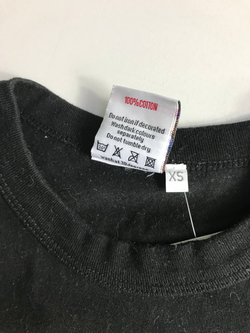 100%COTTON
Do not iron if decorated
Wash dark colours
separately
Do not tumble dry
XS